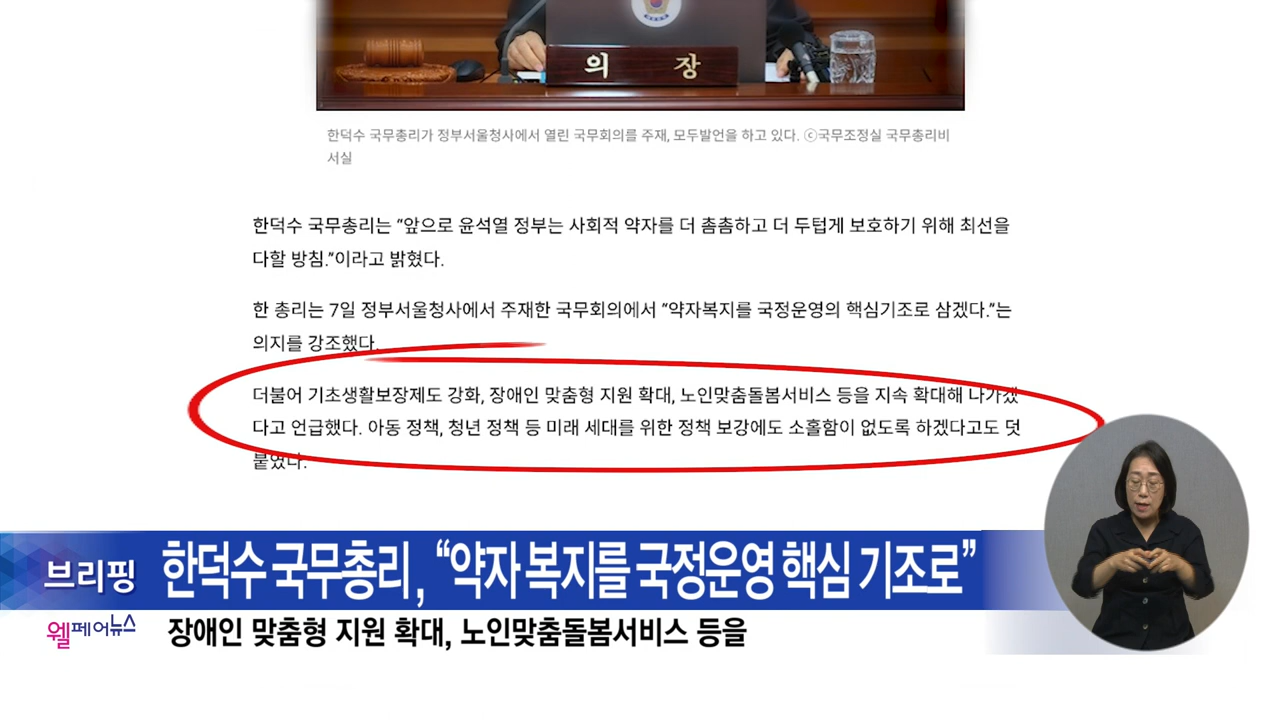 의 장
한덕수 국무총리가 정부서울청사에서 열린 국무회의를 주재, 모두발언을 하고 있다. ⓒ국무조정실 국무총리비
서실
한덕수 국무총리는 “앞으로 윤석열 정부는 사회적 약자를 더 촘촘하고 더 두텁게 보호하기 위해 최선을
다할 방침.”이라고 밝혔다.
한 총리는 7일 정부서울청사에서 주재한 국무회의에서 “약자복지를 국정운영의 핵심기조로 삼겠다.”는
의지를 강조했다.
더불어 기초생활보장제도 강화, 장애인 맞춤형 지원 확대, 노인맞춤돌봄서비스 등을 지속 확대해 나가겠
다고 언급했다. 아동 정책, 청년 정책 등 미래 세대를 위한 정책 보강에도 소홀함이 없도록 하겠다고도 덧
붙였다.
브리핑 한덕수 국무총리, “약자 복지를 국정운영 핵심 기조로”
웰페어뉴스 장애인 맞춤형 지원 확대, 노인맞춤돌봄서비스 등을